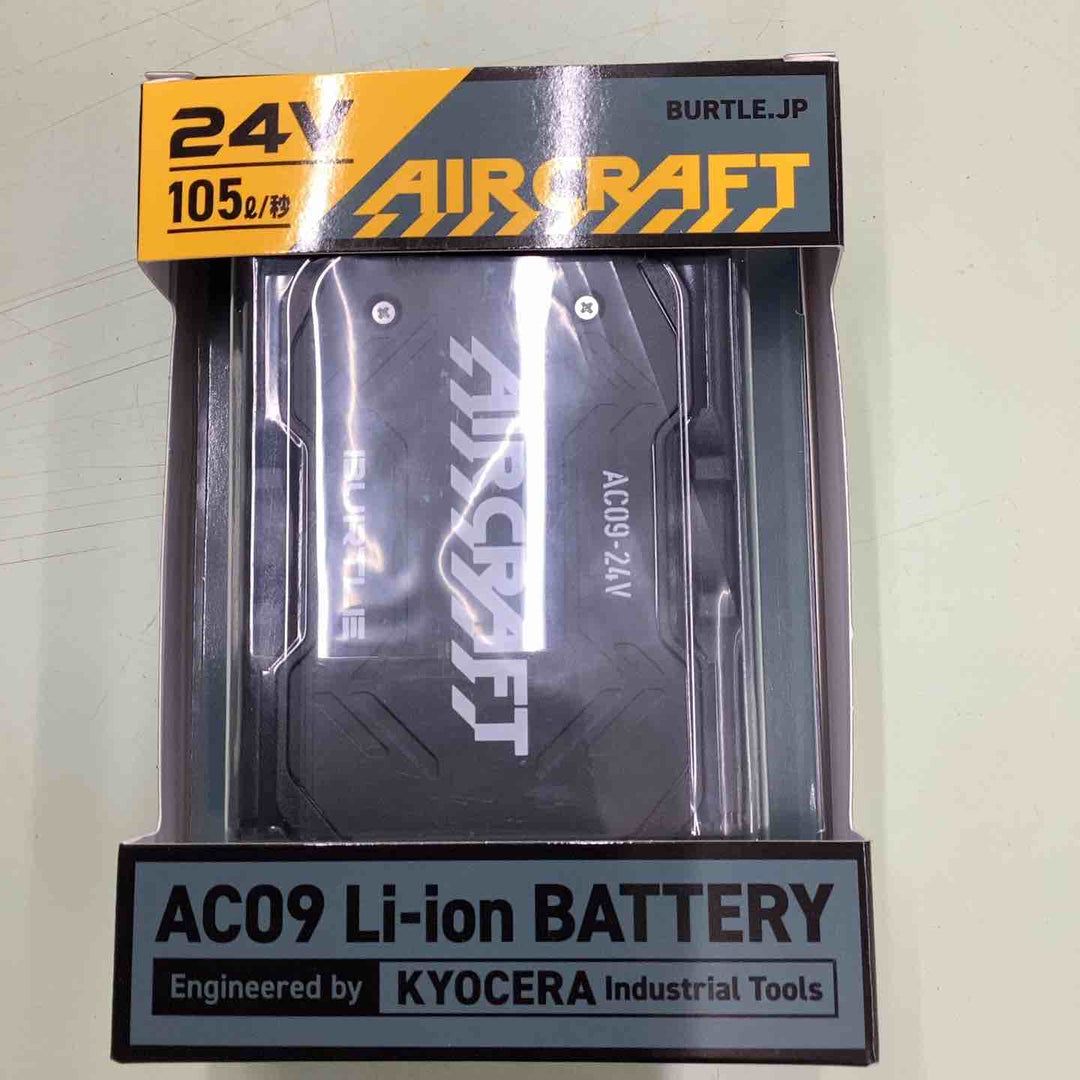 24V
BURTLE.JP
105ℓ/秒
AIRCRAFT
BURTLE
AIRCRAFT
AC09-24V
AC09 Li-ion BATTERY
Engineered by KYOCERA Industrial Tools